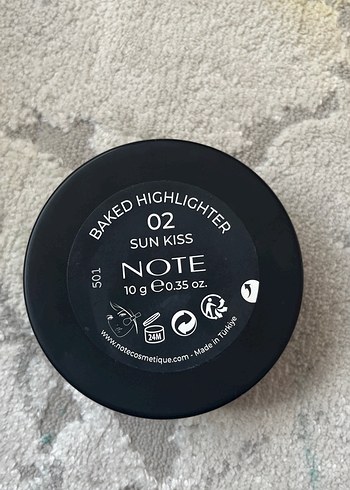 BAKED HIGHLIGHTER
02
SUN KISS
NOTE
10 g ℮0.35 oz.
501
24M
www.notecosmetique.com - Made in Türkiye